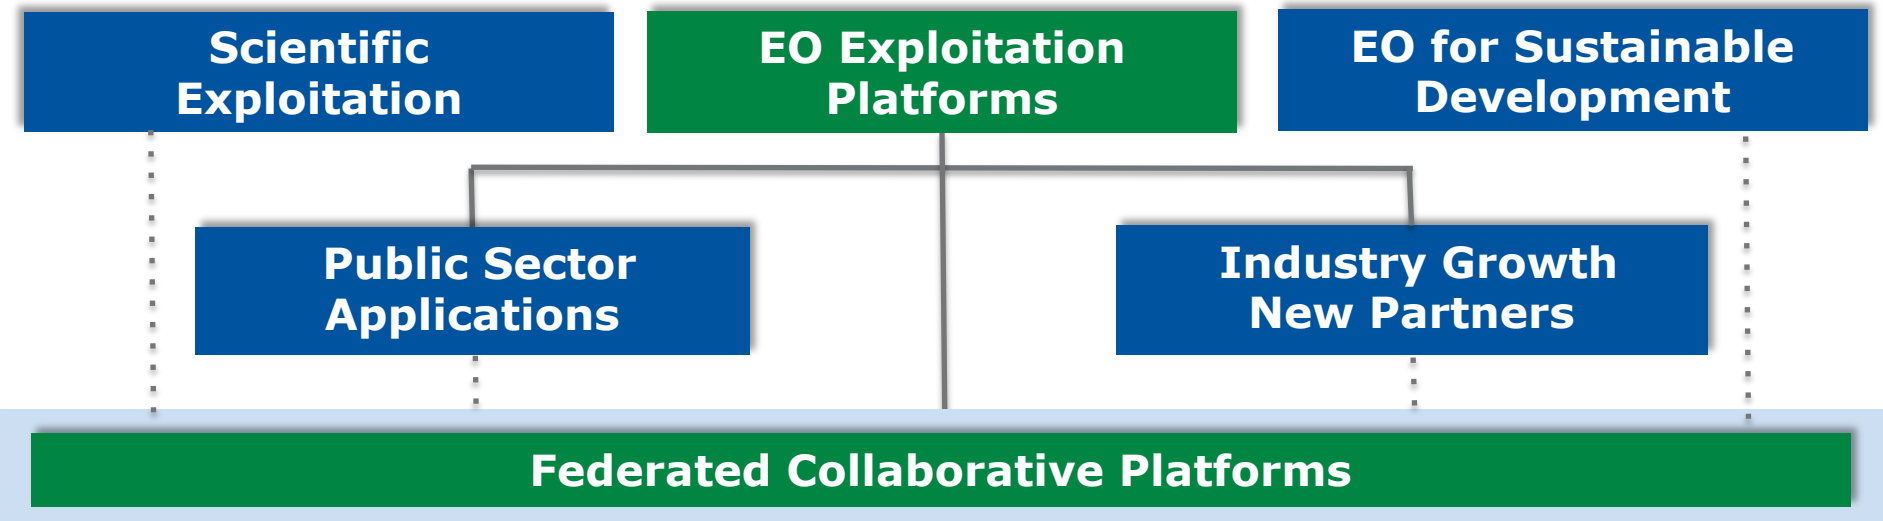 Scientific
Exploitation
EO Exploitation
Platforms
EO for Sustainable
Development
Public Sector
Applications
Industry Growth
New Partners
Federated Collaborative Platforms